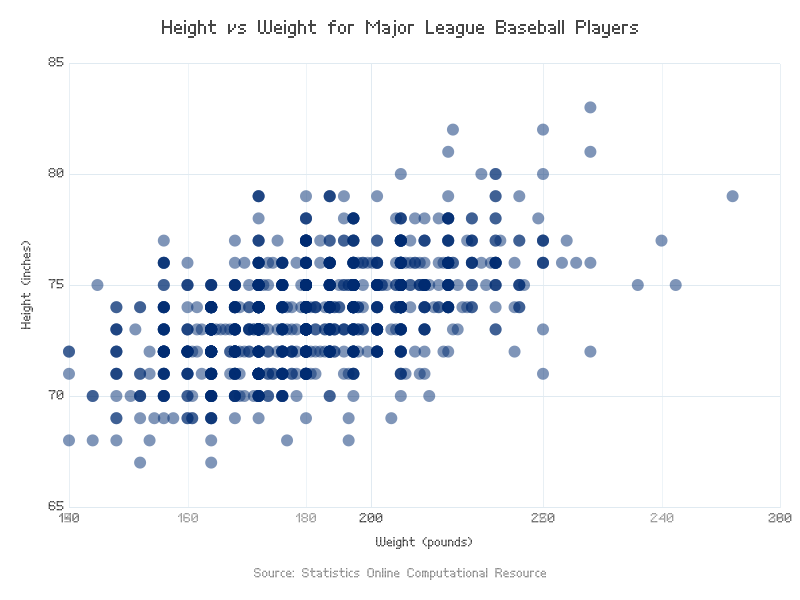 Height vs Weight for Major League Baseball Players
85
80
75
Height (inches)
70
65
160 180 200 240
Weight (pounds)
Source: Statistics Online Computational Resource